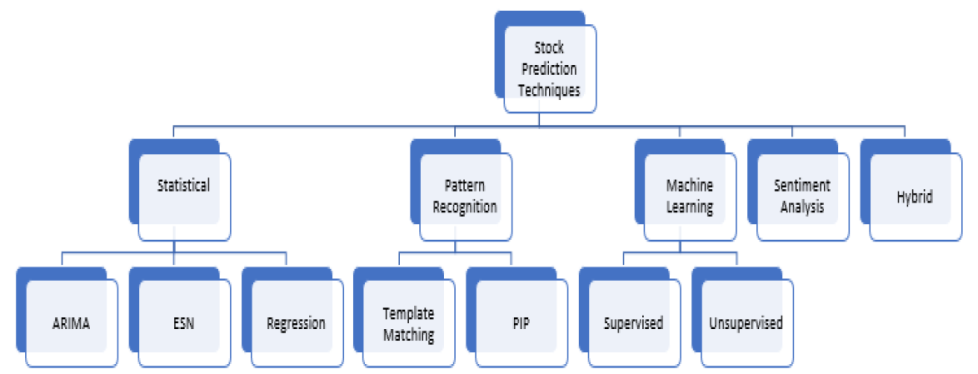 Stock
Prediction
Techniques
Statistical
Pattern
Recognition
Machine
Learning
Sentiment
Analysis
Hybrid
ARIMA
ESN
Regression
Template
Matching
PIP
Supervised
Unsupervised